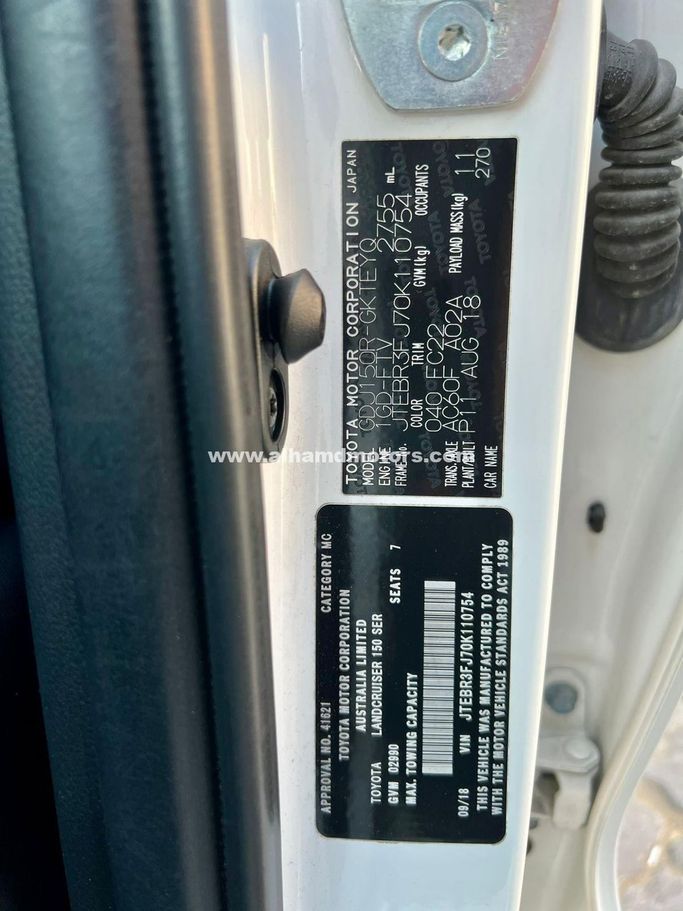 TOYOTA MOTOR CORPORATION JAPAN
MODEL GDJ150R-GKTEYQ
ENGINE 1GD-FTV 2755 mL
FRAME No. JTEBR3FJ70K110754
COLOR TRIM GVM(kg) OCCUPANTS
040 FC22
TRANS./AXLE AC60F A02A PAYLOAD MASS(kg) 11
PLANT/BUILT P11 AUG 18 270
CAR NAME
APPROVAL NO. 41621 CATEGORY MC
TOYOTA MOTOR CORPORATION
AUSTRALIA LIMITED
TOYOTA LANDCRUISER 150 SER
GVM 02990 SEATS 7
MAX. TOWING CAPACITY
09/18 VIN JTEBR3FJ70K110754
THIS VEHICLE WAS MANUFACTURED TO COMPLY
WITH THE MOTOR VEHICLE STANDARDS ACT 1989
www.alhamdmotors.com